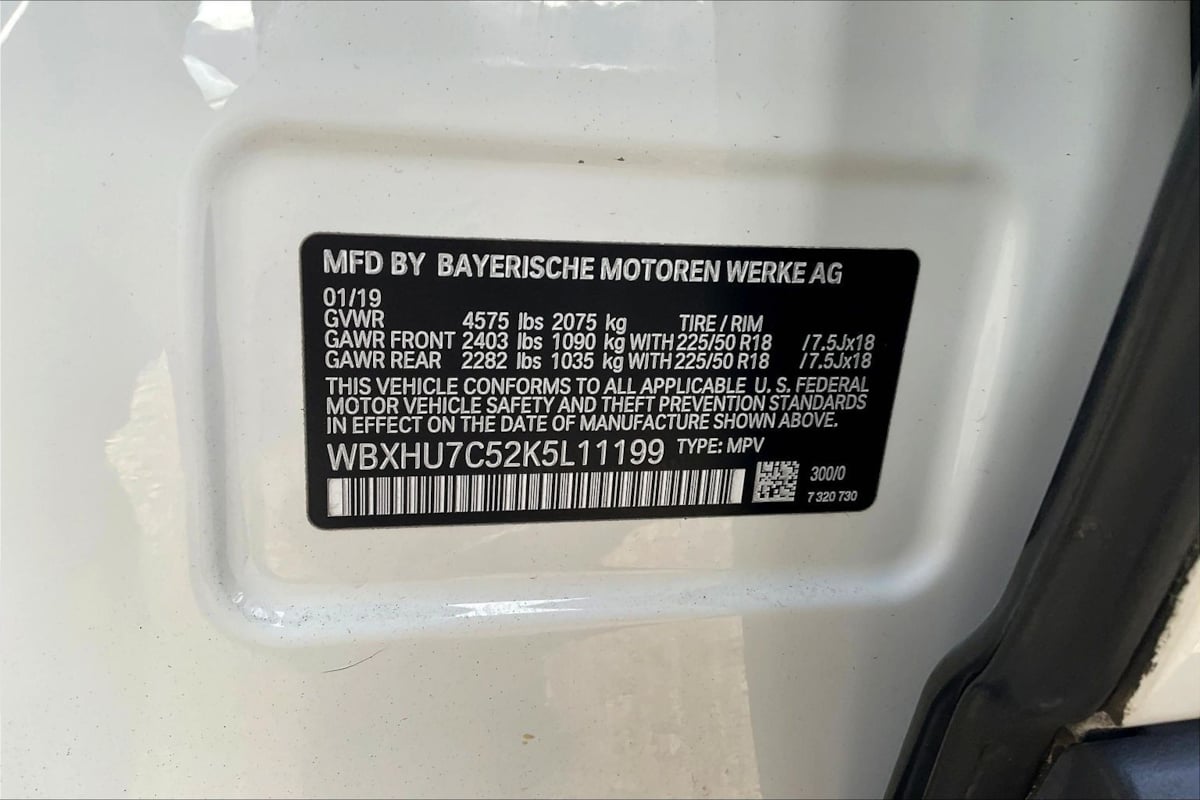 MFD BY BAYERISCHE MOTOREN WERKE AG
01/19
GVWR 4575 lbs 2075 kg TIRE / RIM
GAWR FRONT 2403 lbs 1090 kg WITH 225/50 R18 /7.5Jx18
GAWR REAR 2282 lbs 1035 kg WITH 225/50 R18 /7.5Jx18
THIS VEHICLE CONFORMS TO ALL APPLICABLE U. S. FEDERAL
MOTOR VEHICLE SAFETY AND THEFT PREVENTION STANDARDS
IN EFFECT ON THE DATE OF MANUFACTURE SHOWN ABOVE.
WBXHU7C52K5L11199 TYPE: MPV
300/0
7 320 730